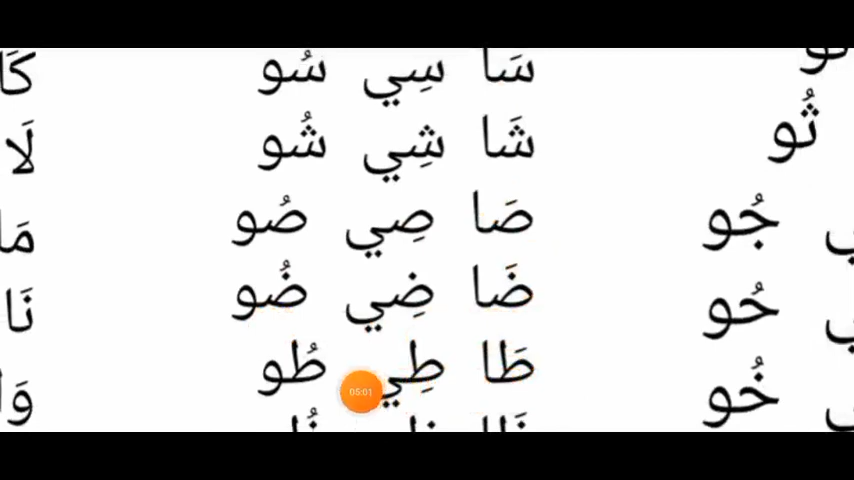 ثُو
جُو
حُو
خُو
سَا سِي سُو
شَا شِي شُو
صَا صِي صُو
ضَا ضِي ضُو
طَا طِي طُو
كَا
لَا
مَا
نَا
وَا
05:01